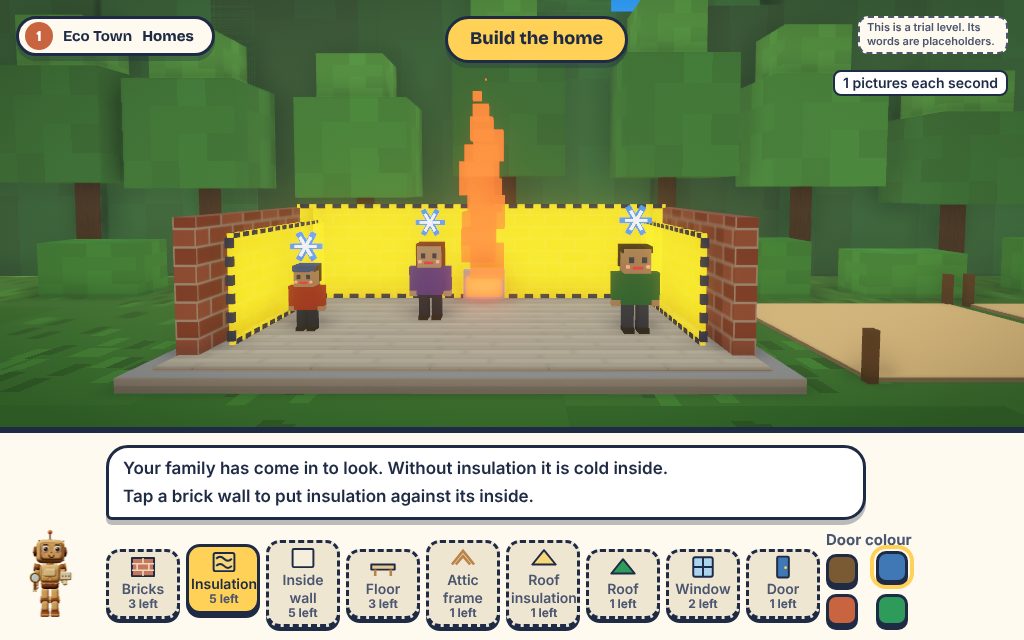 1 Eco Town Homes
Build the home
This is a trial level. Its
words are placeholders.
1 pictures each second
Your family has come in to look. Without insulation it is cold inside.
Tap a brick wall to put insulation against its inside.
Door colour
Bricks
3 left
Insulation
5 left
Inside
wall
5 left
Floor
3 left
Attic
frame
1 left
Roof
insulation
1 left
Roof
1 left
Window
2 left
Door
1 left